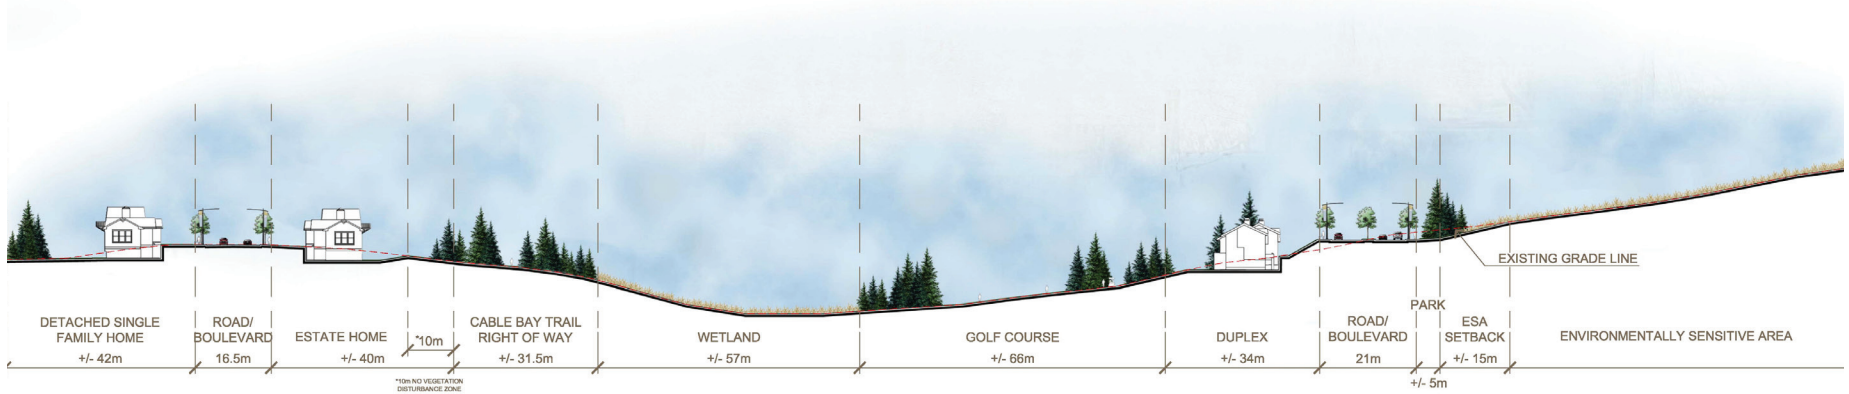 DETACHED SINGLE
FAMILY HOME
+/- 42m
ROAD/
BOULEVARD
16.5m
ESTATE HOME
+/- 40m
*10m
*10m NO VEGETATION
DISTURBANCE ZONE
CABLE BAY TRAIL
RIGHT OF WAY
+/- 31.5m
WETLAND
+/- 57m
GOLF COURSE
+/- 66m
DUPLEX
+/- 34m
ROAD/
BOULEVARD
21m
PARK
+/- 5m
ESA
SETBACK
+/- 15m
EXISTING GRADE LINE
ENVIRONMENTALLY SENSITIVE AREA